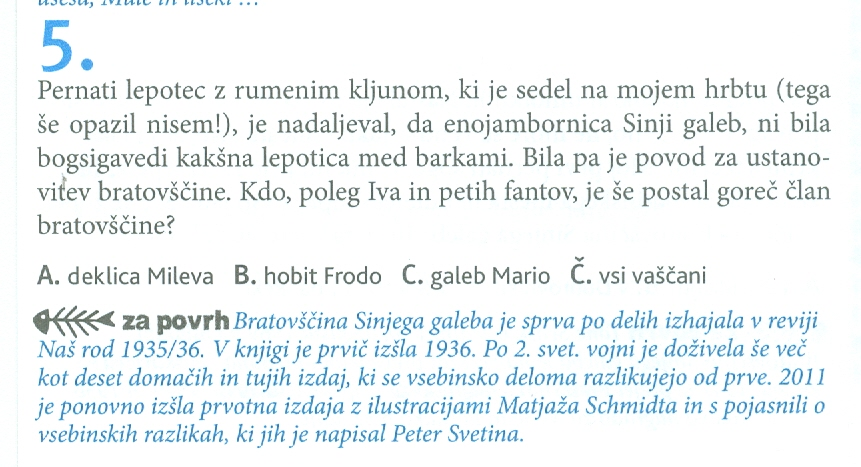 ušesu, Mule in useki ...
5.
Pernati lepotec z rumenim kljunom, ki je sedel na mojem hrbtu (tega
še opazil nisem!), je nadaljeval, da enojambornica Sinji galeb, ni bila
bogsigavedi kakšna lepotica med barkami. Bila pa je povod za ustano-
vitev bratovščine. Kdo, poleg Iva in petih fantov, je še postal goreč član
bratovščine?
A. deklica Mileva B. hobit Frodo C. galeb Mario Č. vsi vaščani
za povrh Bratovščina Sinjega galeba je sprva po delih izhajala v reviji
Naš rod 1935/36. V knjigi je prvič izšla 1936. Po 2. svet. vojni je doživela še več
kot deset domačih in tujih izdaj, ki se vsebinsko deloma razlikujejo od prve. 2011
je ponovno izšla prvotna izdaja z ilustracijami Matjaža Schmidta in s pojasnili o
vsebinskih razlikah, ki jih je napisal Peter Svetina.